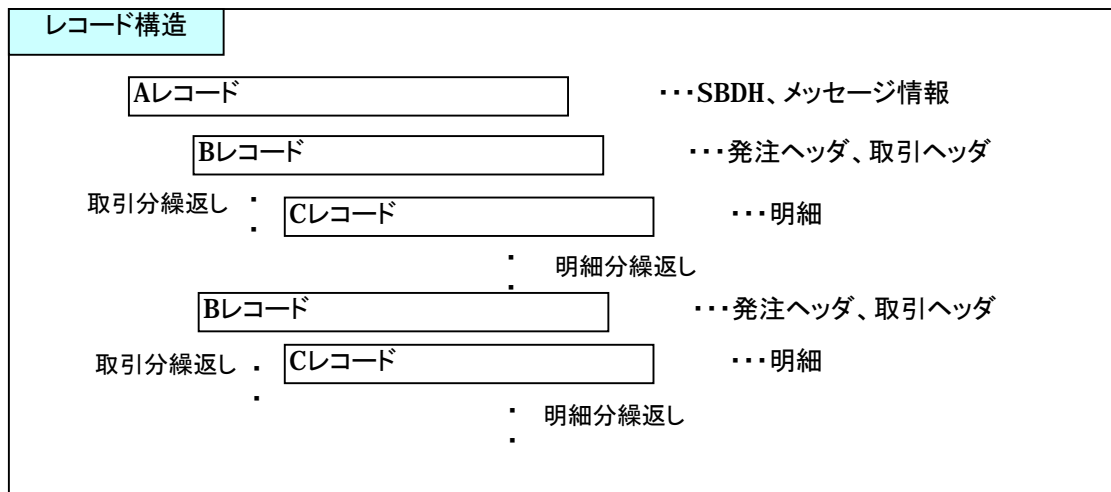 レコード構造
Aレコード ・・・SBDH、メッセージ情報
Bレコード ・・・発注ヘッダ、取引ヘッダ
取引分繰返し ・・ Cレコード ・・・明細
・・ 明細分繰返し
Bレコード ・・・発注ヘッダ、取引ヘッダ
取引分繰返し ・・ Cレコード ・・・明細
・・ 明細分繰返し